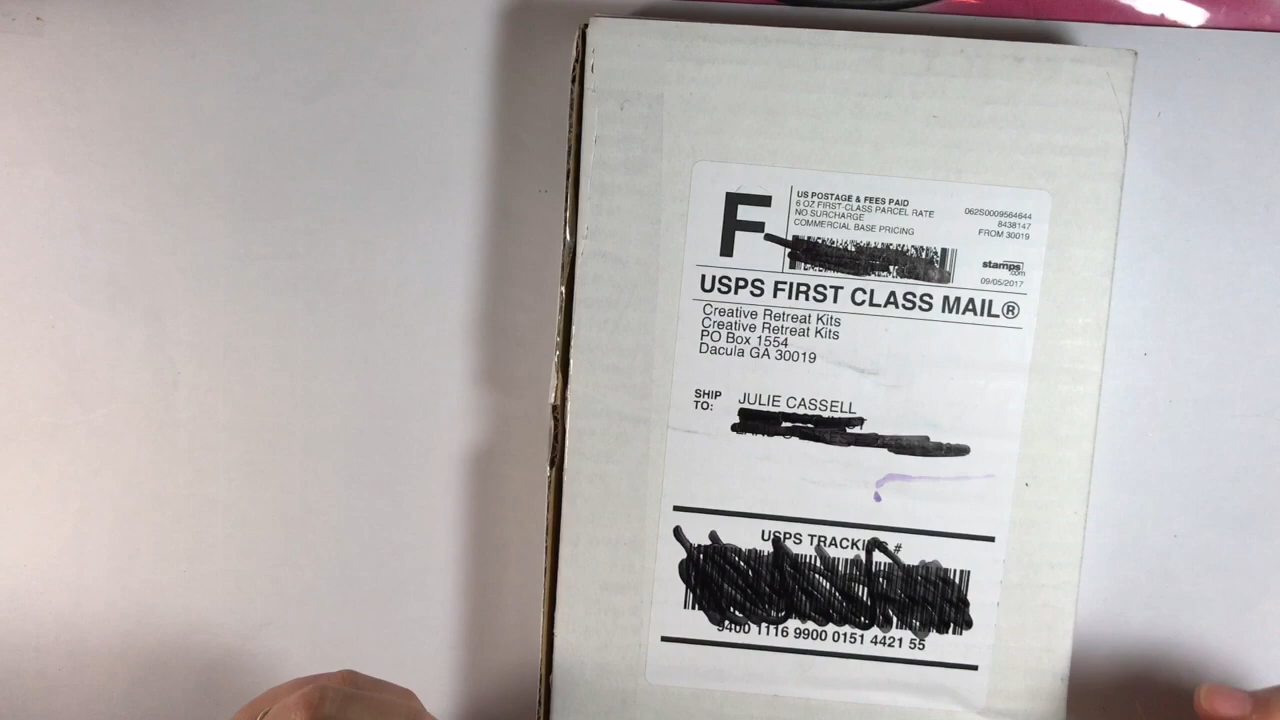 F
US POSTAGE & FEES PAID
6 OZ FIRST-CLASS PARCEL RATE
NO SURCHARGE
COMMERCIAL BASE PRICING
062S0009564644
8438147
FROM 30019
stamps
.com
09/05/2017
USPS FIRST CLASS MAIL®
Creative Retreat Kits
Creative Retreat Kits
PO Box 1554
Dacula GA 30019
SHIP
TO:
JULIE CASSELL
USPS TRACKING #
9400 1116 9900 0151 4421 55